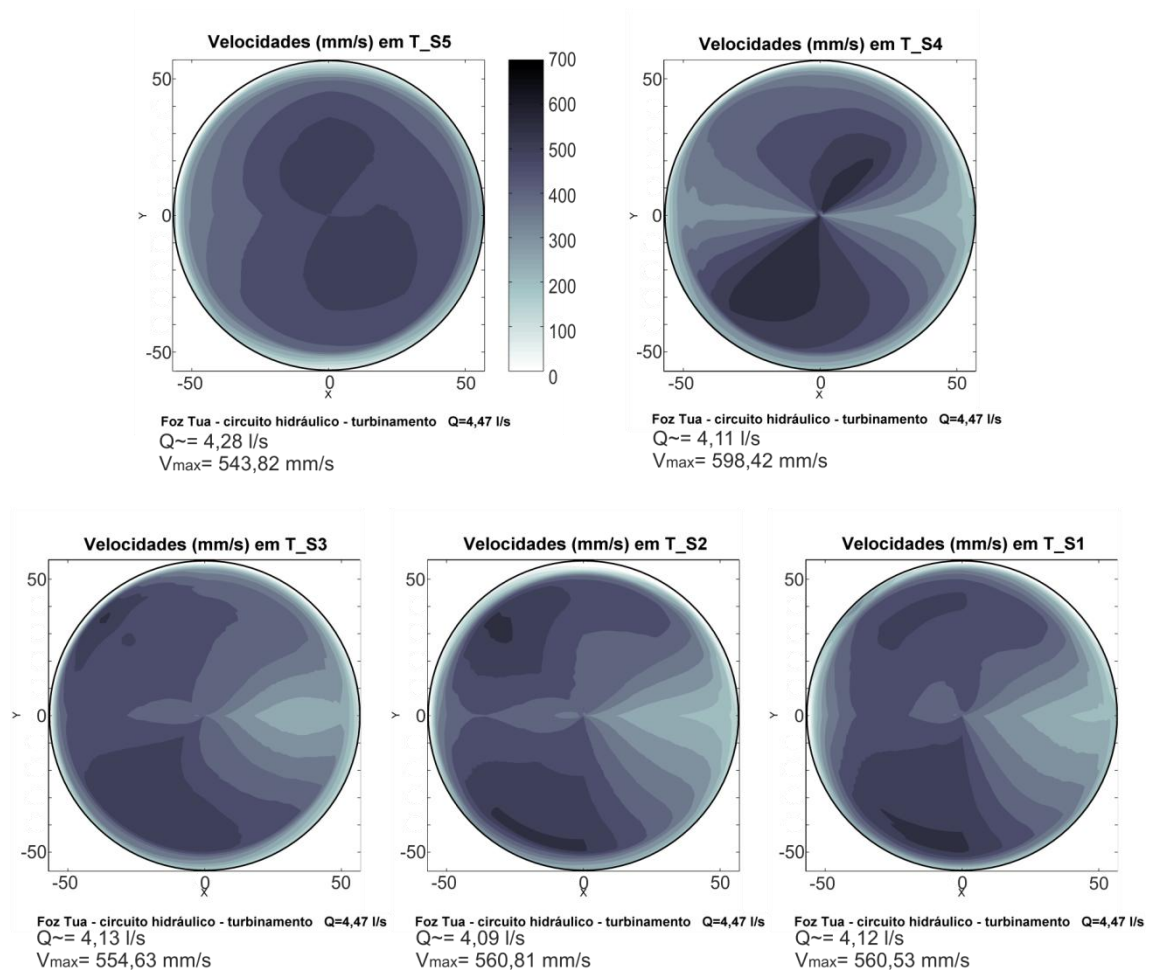 Velocidades (mm/s) em T_S5
50
0
-50
Y
-50 0 50
X
700
600
500
400
300
200
100
0
Foz Tua - circuito hidráulico - turbinamento Q=4,47 l/s
Q~= 4,28 l/s
Vmax= 543,82 mm/s
Velocidades (mm/s) em T_S4
50
0
-50
Y
-50 0 50
X
Foz Tua - circuito hidráulico - turbinamento Q=4,47 l/s
Q~= 4,11 l/s
Vmax= 598,42 mm/s
Velocidades (mm/s) em T_S3
50
0
-50
Y
-50 0 50
X
Foz Tua - circuito hidráulico - turbinamento Q=4,47 l/s
Q~= 4,13 l/s
Vmax= 554,63 mm/s
Velocidades (mm/s) em T_S2
50
0
-50
Y
-50 0 50
X
Foz Tua - circuito hidráulico - turbinamento Q=4,47 l/s
Q~= 4,09 l/s
Vmax= 560,81 mm/s
Velocidades (mm/s) em T_S1
50
0
-50
Y
-50 0 50
X
Foz Tua - circuito hidráulico - turbinamento Q=4,47 l/s
Q~= 4,12 l/s
Vmax= 560,53 mm/s